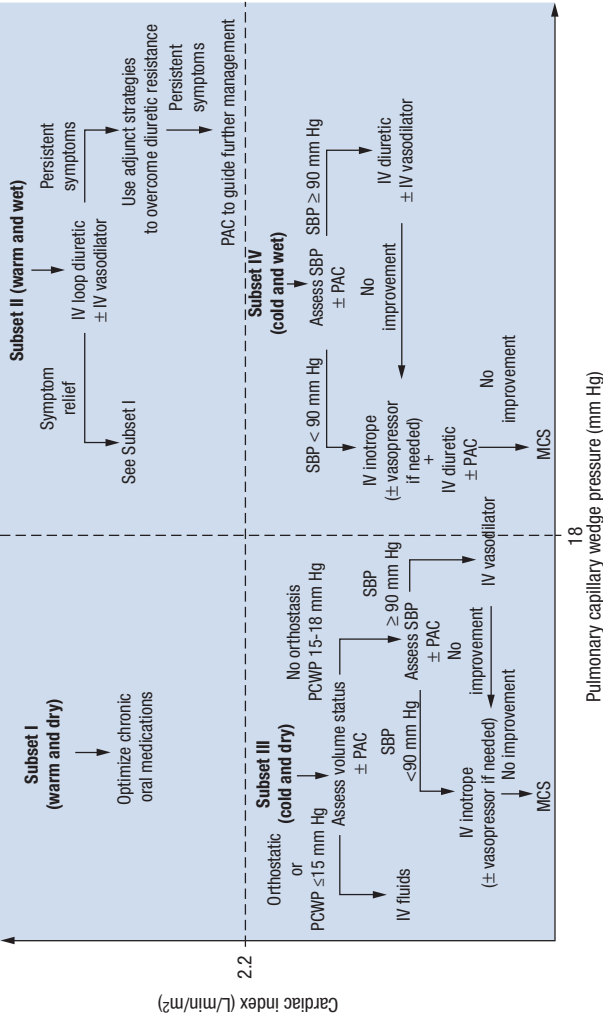 Cardiac index (L/min/m²)
2.2
Subset I
(warm and dry)
Optimize chronic
oral medications
Subset II (warm and wet)
IV loop diuretic
± IV vasodilator
Symptom
relief
See Subset I
Persistent
symptoms
Use adjunct strategies
to overcome diuretic resistance
Persistent
symptoms
PAC to guide further management
Subset III
(cold and dry)
Assess volume status
± PAC
Orthostatic
or
PCWP ≤15 mm Hg
IV fluids
No orthostasis
PCWP 15-18 mm Hg
Assess SBP
± PAC
SBP
<90 mm Hg
SBP
≥ 90 mm Hg
IV vasodilator
No
improvement
IV inotrope
(± vasopressor if needed)
No improvement
MCS
Subset IV
(cold and wet)
Assess SBP
± PAC
SBP < 90 mm Hg
SBP ≥ 90 mm Hg
IV diuretic
± IV vasodilator
No
improvement
IV inotrope
(± vasopressor
if needed)
+
IV diuretic
± PAC
No
improvement
MCS
18
Pulmonary capillary wedge pressure (mm Hg)